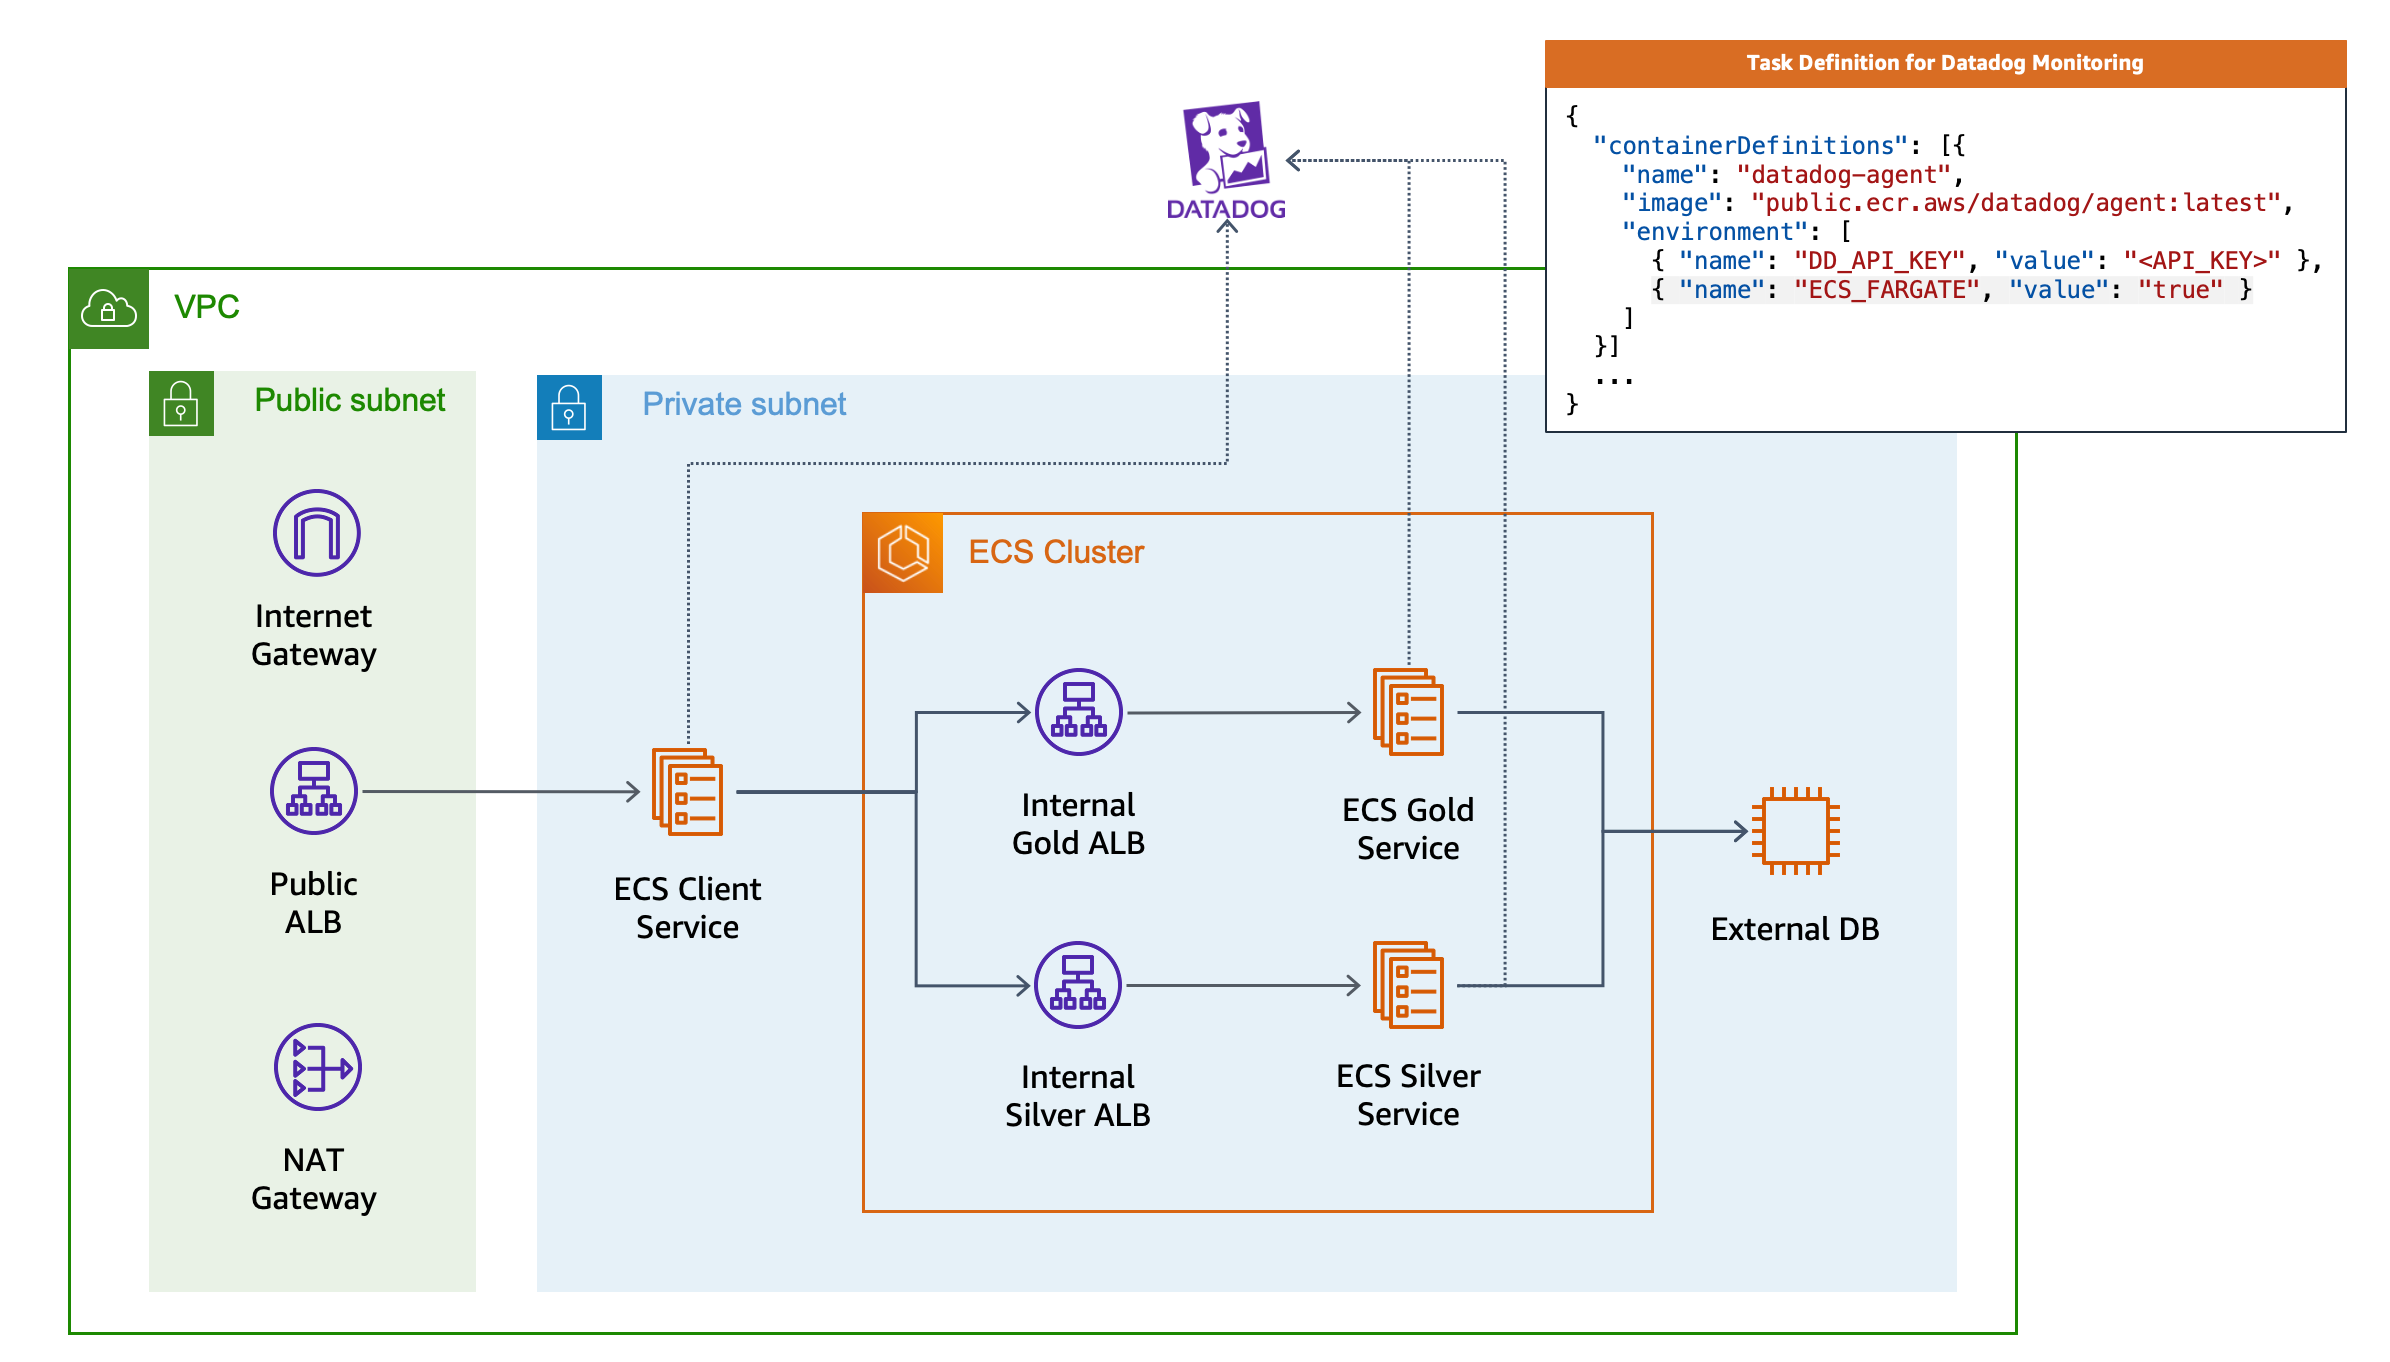 Task Definition for Datadog Monitoring
{
"containerDefinitions": [{
"name": "datadog-agent",
"image": "public.ecr.aws/datadog/agent:latest",
"environment": [
{ "name": "DD_API_KEY", "value": "<API_KEY>" },
{ "name": "ECS_FARGATE", "value": "true" }
]
}]
...
}
DATADOG
VPC
Public subnet
Private subnet
Internet
Gateway
Public
ALB
NAT
Gateway
ECS Client
Service
ECS Cluster
Internal
Gold ALB
ECS Gold
Service
Internal
Silver ALB
ECS Silver
Service
External DB